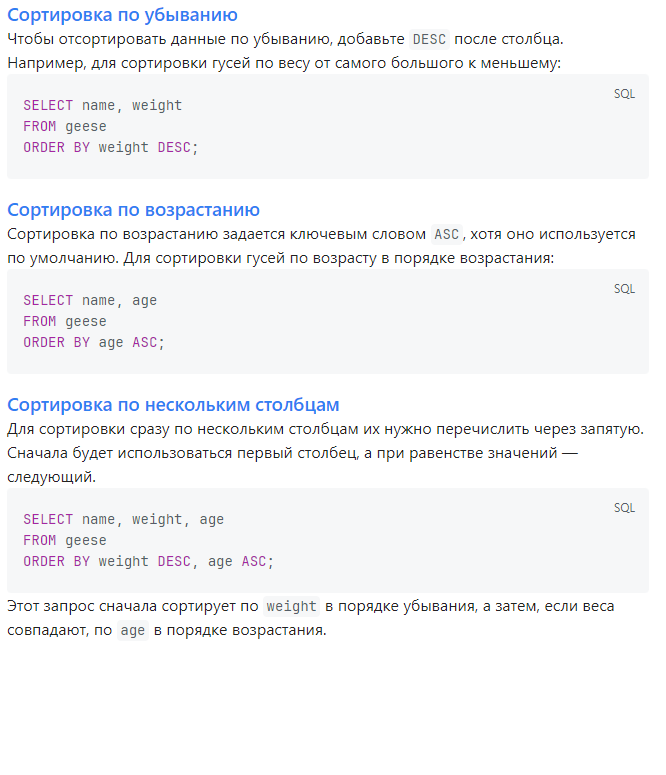 Сортировка по убыванию
Чтобы отсортировать данные по убыванию, добавьте DESC после столбца.
Например, для сортировки гусей по весу от самого большого к меньшему:
SQL
SELECT name, weight
FROM geese
ORDER BY weight DESC;
Сортировка по возрастанию
Сортировка по возрастанию задается ключевым словом ASC, хотя оно используется
по умолчанию. Для сортировки гусей по возрасту в порядке возрастания:
SQL
SELECT name, age
FROM geese
ORDER BY age ASC;
Сортировка по нескольким столбцам
Для сортировки сразу по нескольким столбцам их нужно перечислить через запятую.
Сначала будет использоваться первый столбец, а при равенстве значений —
следующий.
SQL
SELECT name, weight, age
FROM geese
ORDER BY weight DESC, age ASC;
Этот запрос сначала сортирует по weight в порядке убывания, а затем, если веса
совпадают, по age в порядке возрастания.